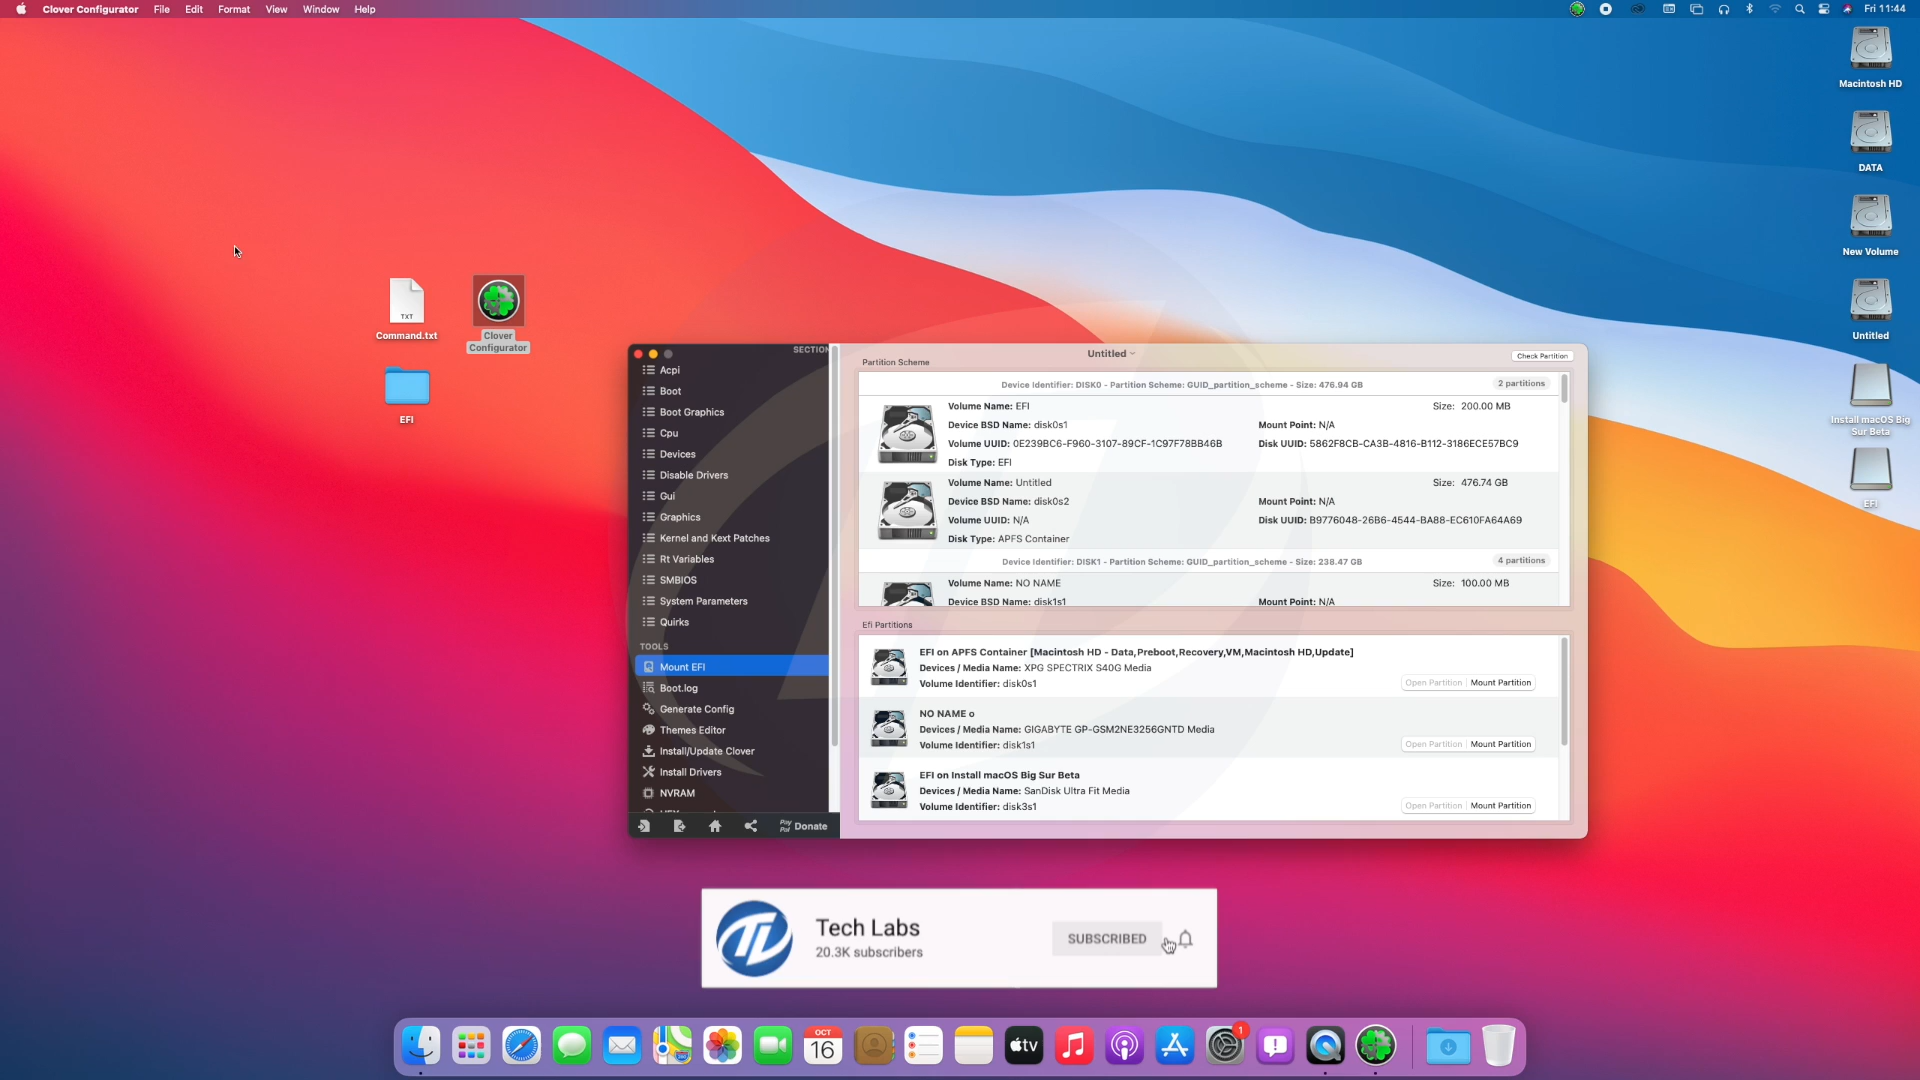 Clover Configurator File Edit Format View Window Help
Fri 11:44
Macintosh HD
DATA
New Volume
Untitled
Install macOS Big
Sur Beta
EFI
TXT
Command.txt
Clover
Configurator
EFI
SECTION
Acpi
Boot
Boot Graphics
Cpu
Devices
Disable Drivers
Gui
Graphics
Kernel and Kext Patches
Rt Variables
SMBIOS
System Parameters
Quirks
TOOLS
Mount EFI
Boot.log
Generate Config
Themes Editor
Install/Update Clover
Install Drivers
NVRAM
Pay
Pal
Donate
Untitled
Partition Scheme
Check Partition
Device Identifier: DISK0 - Partition Scheme: GUID_partition_scheme - Size: 476.94 GB
2 partitions
Volume Name: EFI
Size: 200.00 MB
Device BSD Name: disk0s1
Mount Point: N/A
Volume UUID: 0E239BC6-F960-3107-89CF-1C97F78BB46B
Disk UUID: 5862F8CB-CA3B-4816-B112-3186ECE57BC9
Disk Type: EFI
Volume Name: Untitled
Size: 476.74 GB
Device BSD Name: disk0s2
Mount Point: N/A
Volume UUID: N/A
Disk UUID: B9776048-26B6-4544-BA88-EC610FA64A69
Disk Type: APFS Container
Device Identifier: DISK1 - Partition Scheme: GUID_partition_scheme - Size: 238.47 GB
4 partitions
Volume Name: NO NAME
Size: 100.00 MB
Device BSD Name: disk1s1
Mount Point: N/A
Efi Partitions
EFI on APFS Container [Macintosh HD - Data,Preboot,Recovery,VM,Macintosh HD,Update]
Devices / Media Name: XPG SPECTRIX S40G Media
Volume Identifier: disk0s1
Open Partition Mount Partition
NO NAME o
Devices / Media Name: GIGABYTE GP-GSM2NE3256GNTD Media
Volume Identifier: disk1s1
Open Partition Mount Partition
EFI on Install macOS Big Sur Beta
Devices / Media Name: SanDisk Ultra Fit Media
Volume Identifier: disk3s1
Open Partition Mount Partition
Tech Labs
20.3K subscribers
SUBSCRIBED
OCT
16
tv
1